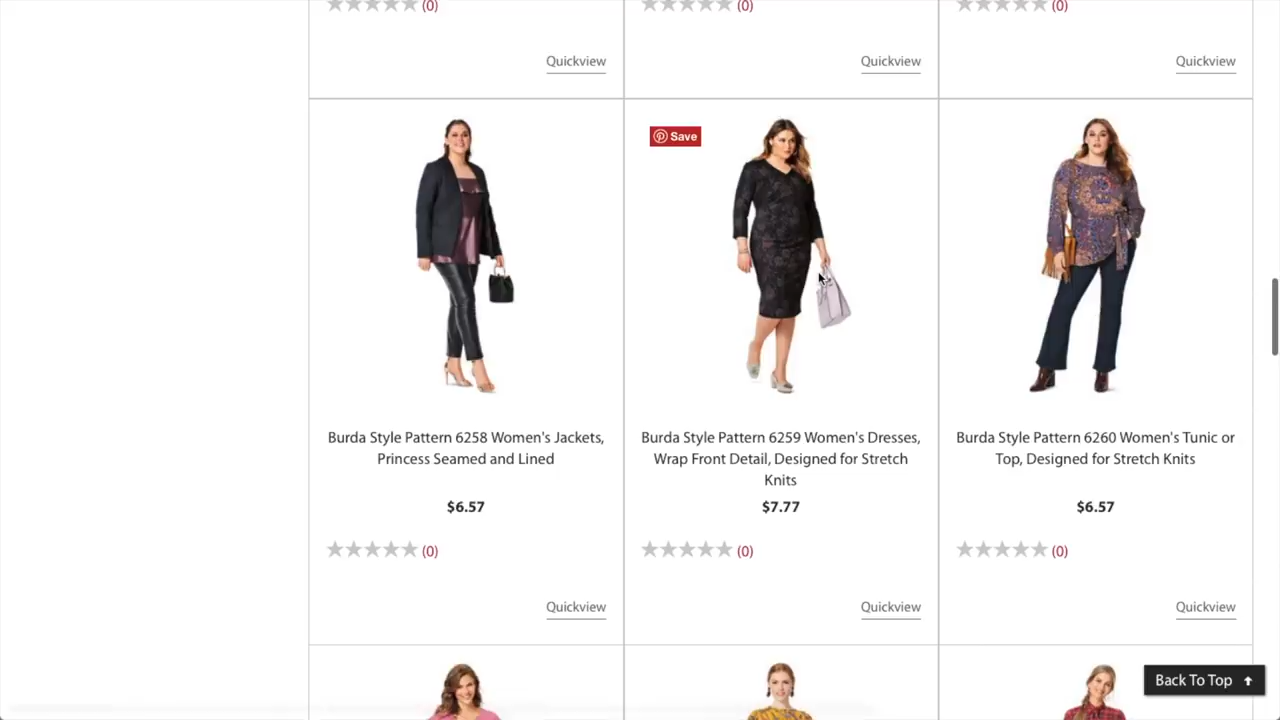 (0) (0) (0)
Quickview Quickview Quickview
Save
Burda Style Pattern 6258 Women's Jackets,
Princess Seamed and Lined
$6.57
(0)
Quickview
Burda Style Pattern 6259 Women's Dresses,
Wrap Front Detail, Designed for Stretch
Knits
$7.77
(0)
Quickview
Burda Style Pattern 6260 Women's Tunic or
Top, Designed for Stretch Knits
$6.57
(0)
Quickview
Back To Top